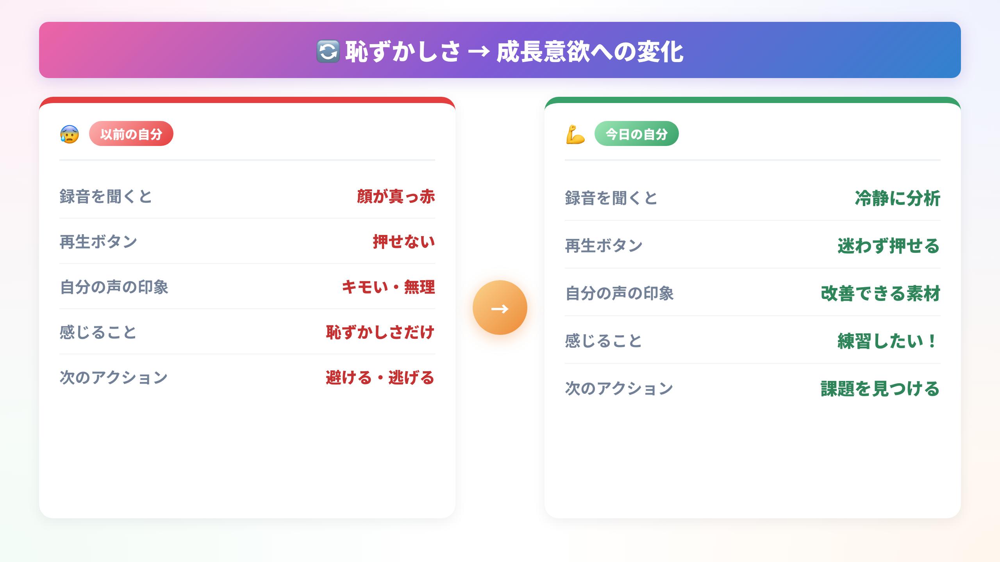 🔄 恥ずかしさ → 成長意欲への変化
😰 以前の自分
録音を聞くと 顔が真っ赤
再生ボタン 押せない
自分の声の印象 キモい・無理
感じること 恥ずかしさだけ
次のアクション 避ける・逃げる
→
💪 今日の自分
録音を聞くと 冷静に分析
再生ボタン 迷わず押せる
自分の声の印象 改善できる素材
感じること 練習したい！
次のアクション 課題を見つける